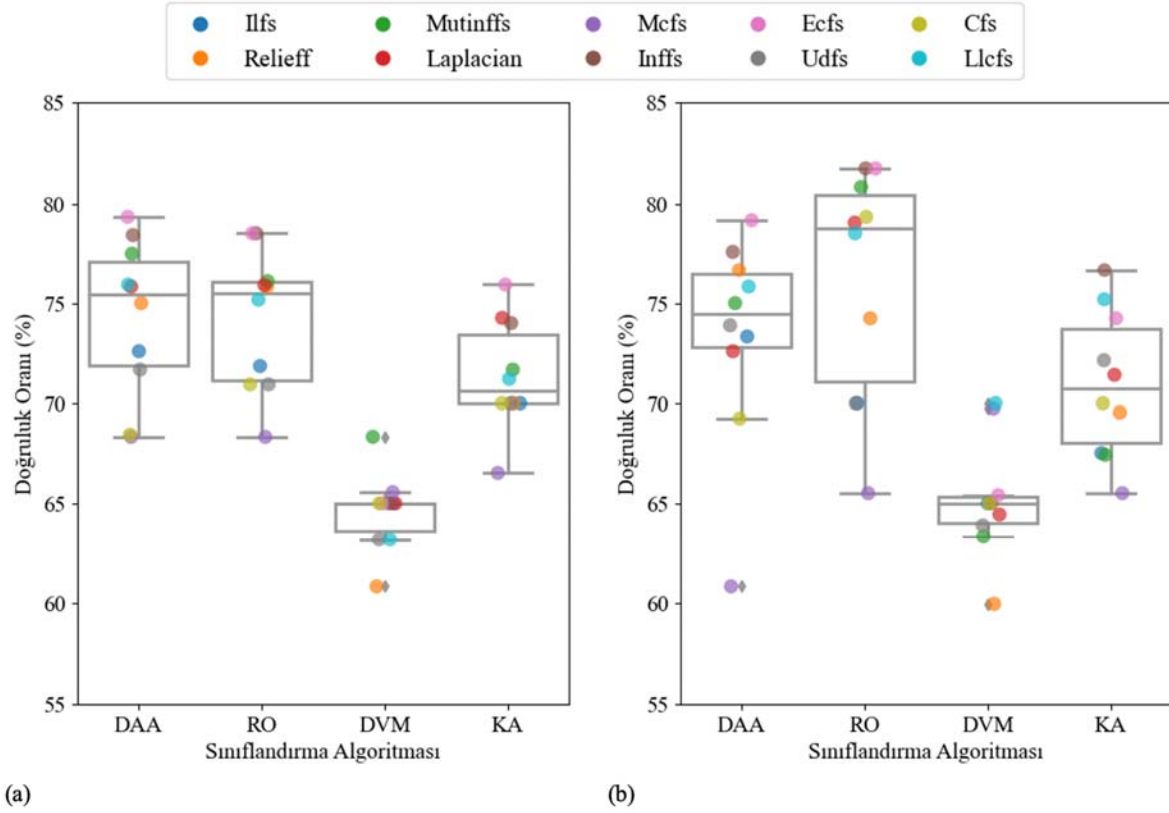 Ilfs Mutinffs Mcfs Ecfs Cfs
Relieff Laplacian Inffs Udfs Llcfs
85
80
75
70
65
60
55
Doğruluk Oranı (%)
DAA RO DVM KA
Sınıflandırma Algoritması
(a)
85
80
75
70
65
60
55
Doğruluk Oranı (%)
DAA RO DVM KA
Sınıflandırma Algoritması
(b)